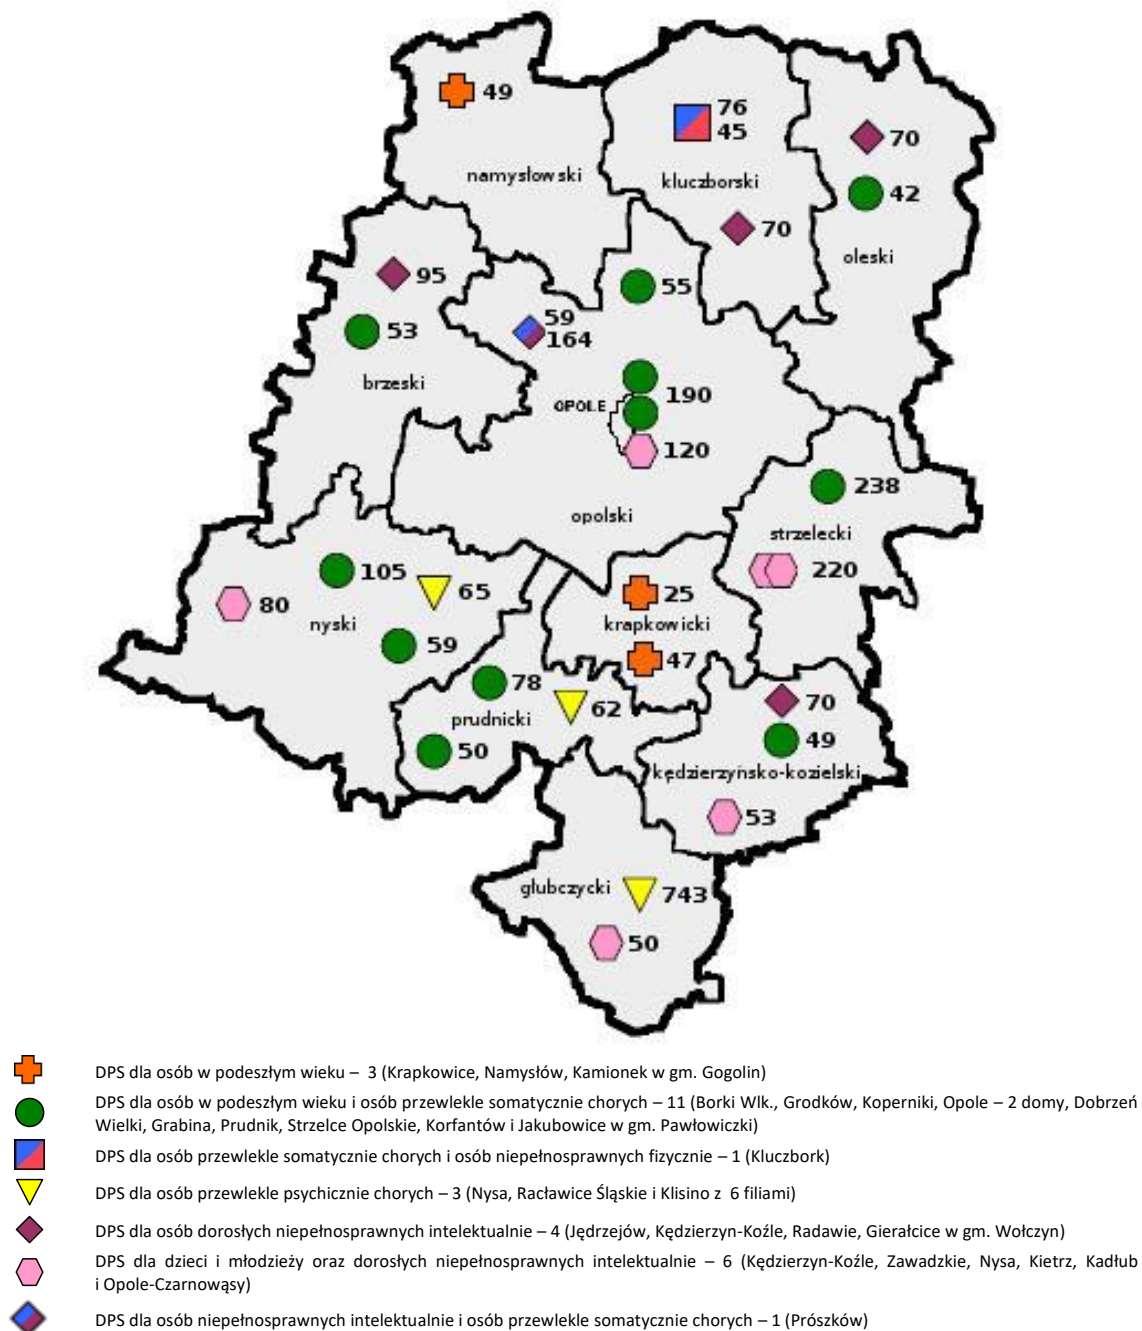 49
76
45
70
namysłowski
kluczborski
42
70
oleski
95
55
59
164
53
brzeski
190
OPOLE
120
238
opolski
strzelecki
105
65
220
80
25
nyski
krapkowicki
59
47
78
70
62
prudnicki
49
50
kędzierzyńsko-kozielski
53
głubczycki
743
50
DPS dla osób w podeszłym wieku – 3 (Krapkowice, Namysłów, Kamionek w gm. Gogolin)
DPS dla osób w podeszłym wieku i osób przewlekle somatycznie chorych – 11 (Borki Wlk., Grodków, Koperniki, Opole – 2 domy, Dobrzeń
Wielki, Grabina, Prudnik, Strzelce Opolskie, Korfantów i Jakubowice w gm. Pawłowiczki)
DPS dla osób przewlekle somatycznie chorych i osób niepełnosprawnych fizycznie – 1 (Kluczbork)
DPS dla osób przewlekle psychicznie chorych – 3 (Nysa, Racławice Śląskie i Klisino z 6 filiami)
DPS dla osób dorosłych niepełnosprawnych intelektualnie – 4 (Jędrzejów, Kędzierzyn-Koźle, Radawie, Gierałcice w gm. Wołczyn)
DPS dla dzieci i młodzieży oraz dorosłych niepełnosprawnych intelektualnie – 6 (Kędzierzyn-Koźle, Zawadzkie, Nysa, Kietrz, Kadłub
i Opole-Czarnowąsy)
DPS dla osób niepełnosprawnych intelektualnie i osób przewlekle somatycznie chorych – 1 (Prószków)